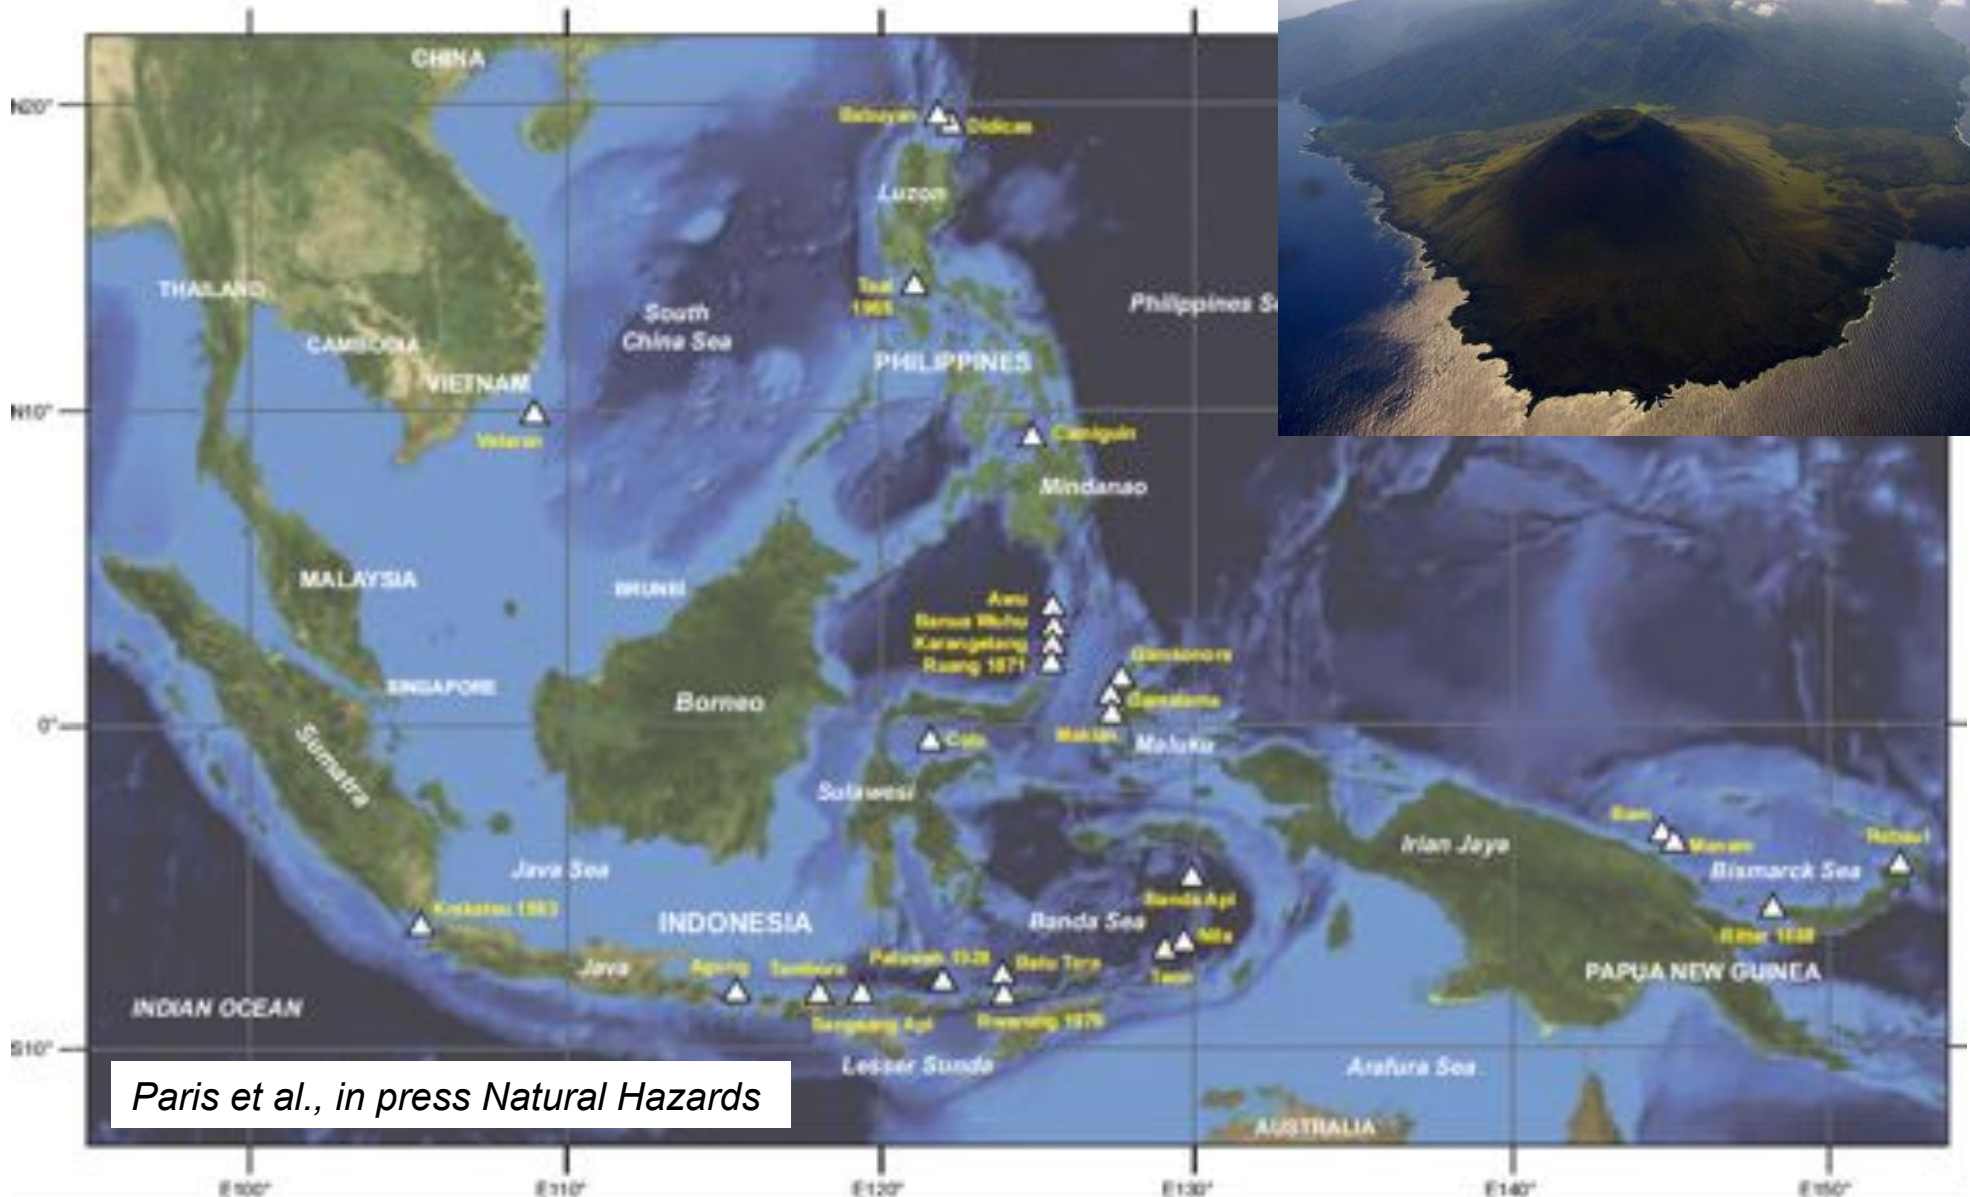 CHINA
N20°
Babuyan
Didicas
Luzon
THAILAND
Taal
1965
South
China Sea
Philippines Se
CAMBODIA
PHILIPPINES
VIETNAM
N10°
Camiguin
Veteran
Mindanao
MALAYSIA
BRUNEI
Awu
Banua Wuhu
Karangetang
Ruang 1871
Gamkonora
SINGAPORE
Borneo
Gamalama
0°
Makian
Maluku
Colo
Sumatra
Sulawesi
Bam
Manam
Rabaul
Irian Jaya
Bismarck Sea
Java Sea
Banda Api
Krakatau 1883
INDONESIA
Banda Sea
Nila
Ritter 1888
Java
Agung
Tambora
Paluweh 1928
Batu Tara
Teon
PAPUA NEW GUINEA
INDIAN OCEAN
Sangeang Api
S10°
Lesser Sunda
Arafura Sea
Paris et al., in press Natural Hazards
AUSTRALIA
E100°
E110°
E120°
E130°
E140°
E150°